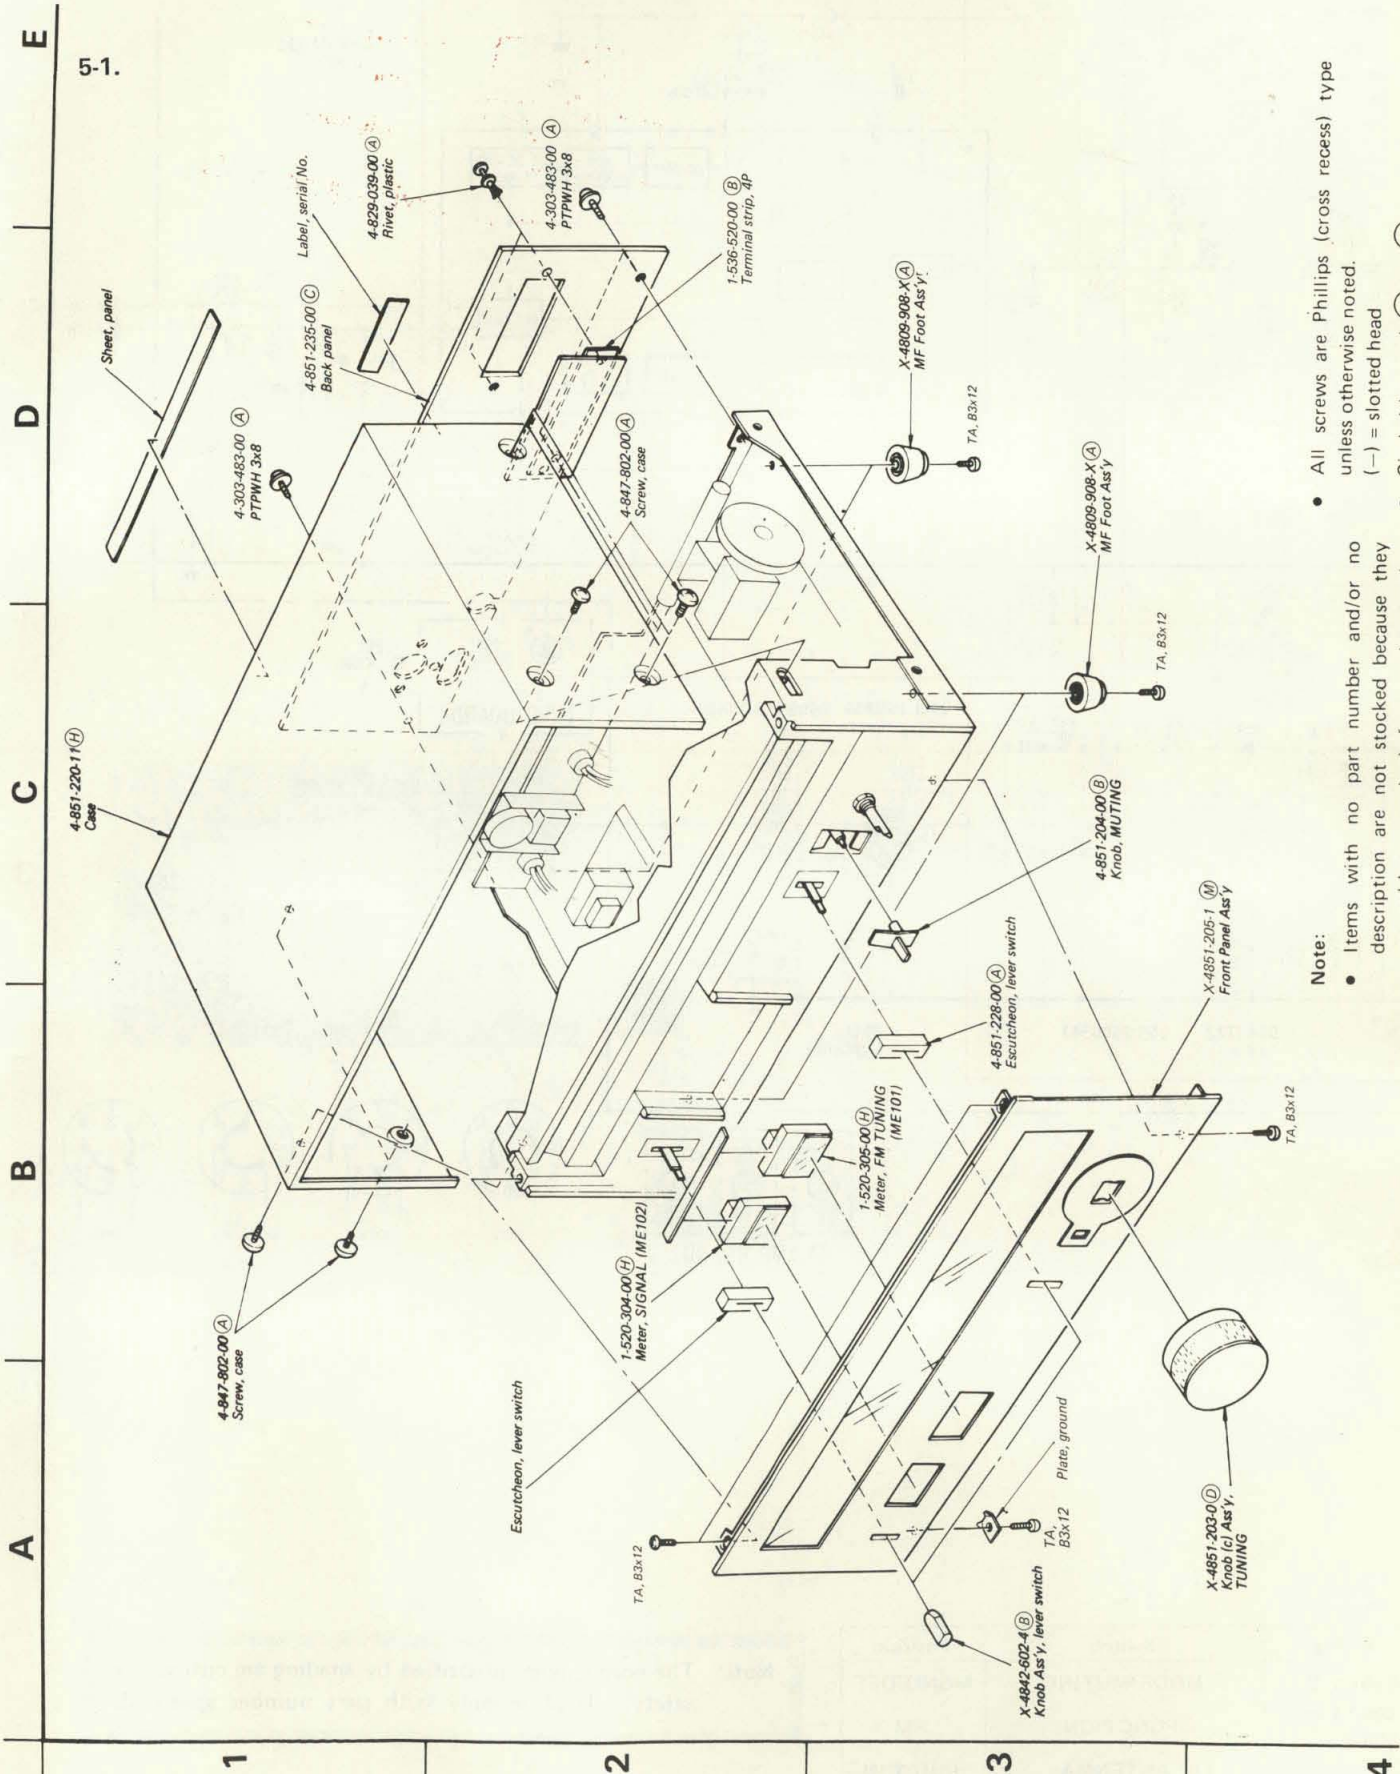 E
D
C
B
A
1
2
3
4
5-1.
Sheet, panel
4-851-220-11 Ⓗ
Case
4-303-483-00 Ⓐ
PTPWH 3x8
4-851-235-00 Ⓒ
Back panel
Label, serial No.
4-829-039-00 Ⓐ
Rivet, plastic
4-303-483-00 Ⓐ
PTPWH 3x8
1-536-520-00 Ⓑ
Terminal strip, 4P
4-847-802-00 Ⓐ
Screw, case
X-4809-908-X Ⓐ
MF Foot Ass'y
TA, B3x12
X-4809-908-X Ⓐ
MF Foot Ass'y
TA, B3x12
4-847-802-00 Ⓐ
Screw, case
Escutcheon, lever switch
1-520-304-00 Ⓗ
Meter, SIGNAL (ME102)
1-520-305-00 Ⓗ
Meter, FM TUNING
(ME101)
4-851-228-00 Ⓐ
Escutcheon, lever switch
4-851-204-00 Ⓑ
Knob, MUTING
X-4851-205-1 Ⓜ
Front Panel Ass'y
TA, B3x12
TA, B3x12
Plate, ground
TA,
B3x12
X-4842-602-4 Ⓑ
Knob Ass'y, lever switch
X-4851-203-0 Ⓓ
Knob (c) Ass'y,
TUNING
Note:
• Items with no part number and/or no
description are not stocked because they
• All screws are Phillips (cross recess) type
unless otherwise noted.
(−) = slotted head